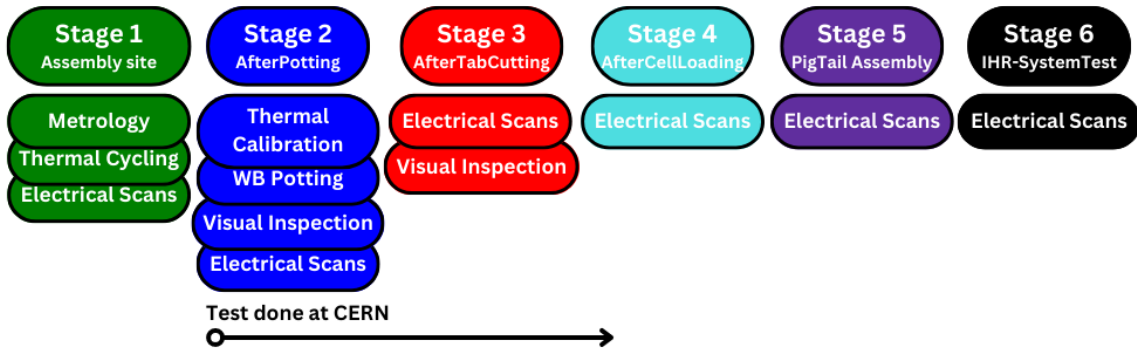 Stage 1
Assembly site
Stage 2
AfterPotting
Stage 3
AfterTabCutting
Stage 4
AfterCellLoading
Stage 5
PigTail Assembly
Stage 6
IHR-SystemTest
Metrology
Thermal Cycling
Electrical Scans
Thermal
Calibration
WB Potting
Visual Inspection
Electrical Scans
Electrical Scans
Visual Inspection
Electrical Scans
Electrical Scans
Electrical Scans
Test done at CERN